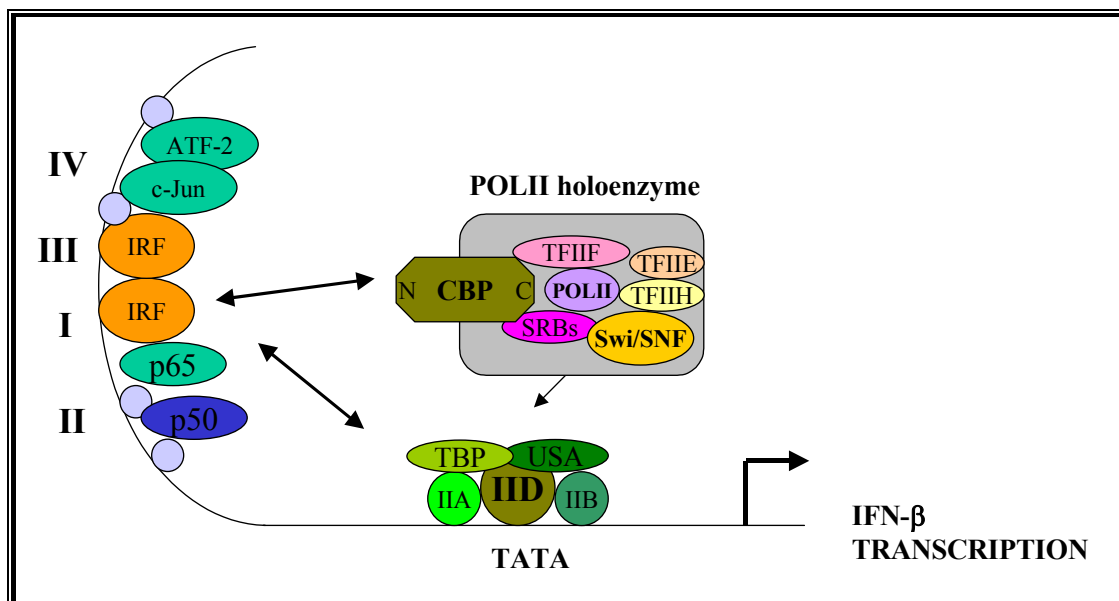 IV
ATF-2
c-Jun
III
IRF
I
IRF
p65
II
p50
POLII holoenzyme
TFIIF
TFIIE
N CBP C
POLII
TFIIH
SRBs
Swi/SNF
TBP
USA
IIA
IID
IIB
TATA
IFN-β
TRANSCRIPTION